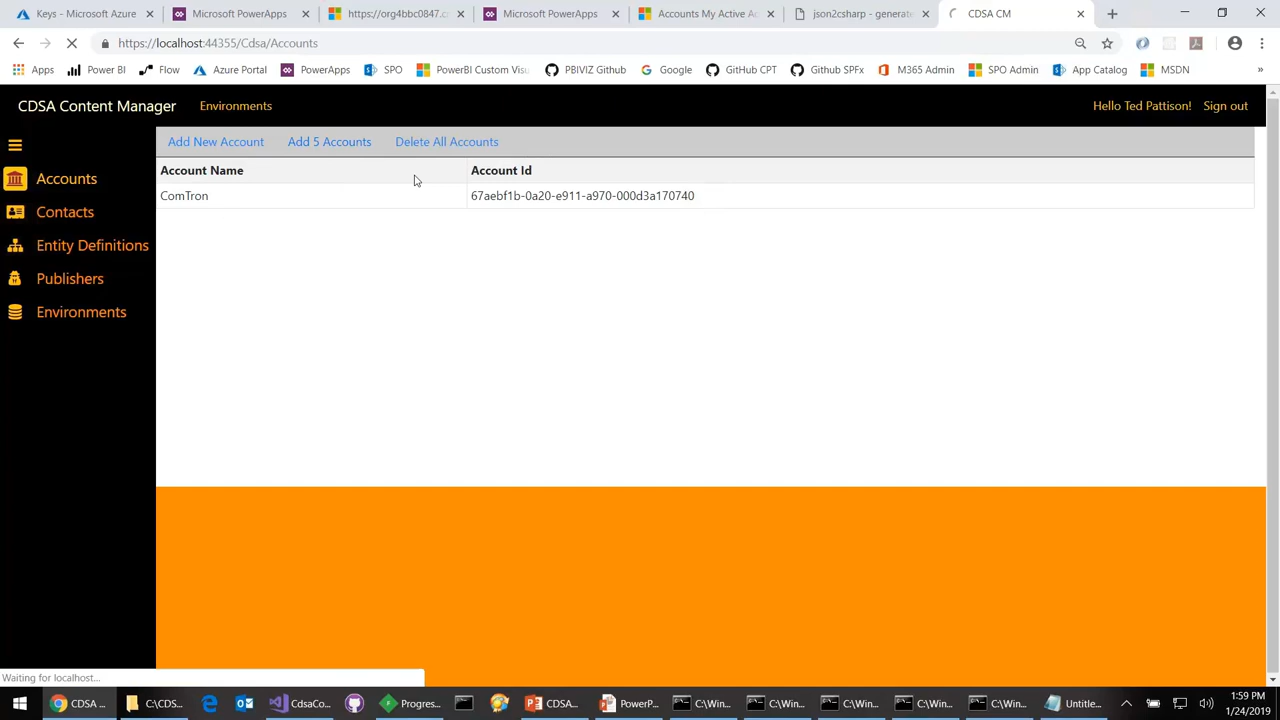 Keys - Microsoft Azure
Microsoft PowerApps
https://org4bbc0847.c
Microsoft PowerApps
Accounts My Active Ac
json2csharp - generate
CDSA CM
https://localhost:44355/Cdsa/Accounts
Apps
Power BI
Flow
Azure Portal
PowerApps
SPO
PowerBI Custom Visu
PBIVIZ Github
Google
GitHub CPT
Github SPFx
M365 Admin
SPO Admin
App Catalog
MSDN
»
CDSA Content Manager
Environments
Hello Ted Pattison!
Sign out
Add New Account
Add 5 Accounts
Delete All Accounts
Accounts
Contacts
Entity Definitions
Publishers
Environments
Account Name
Account Id
ComTron
67aebf1b-0a20-e911-a970-000d3a170740
Waiting for localhost...
CDSA ...
C:\CDS...
CdsaCo...
Progres...
CDSA...
PowerP...
C:\Win...
C:\Win...
C:\Win...
C:\Win...
C:\Win...
Untitle...
1:59 PM
1/24/2019